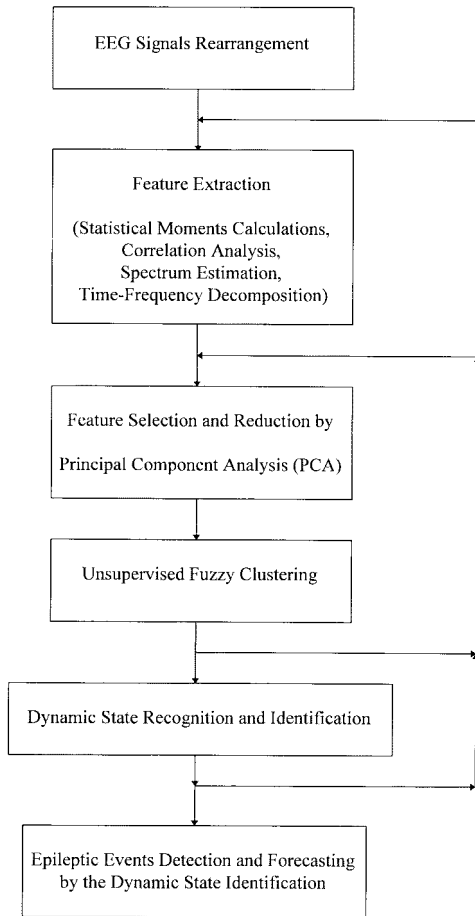 EEG Signals Rearrangement
Feature Extraction
(Statistical Moments Calculations,
Correlation Analysis,
Spectrum Estimation,
Time-Frequency Decomposition)
Feature Selection and Reduction by
Principal Component Analysis (PCA)
Unsupervised Fuzzy Clustering
Dynamic State Recognition and Identification
Epileptic Events Detection and Forecasting
by the Dynamic State Identification